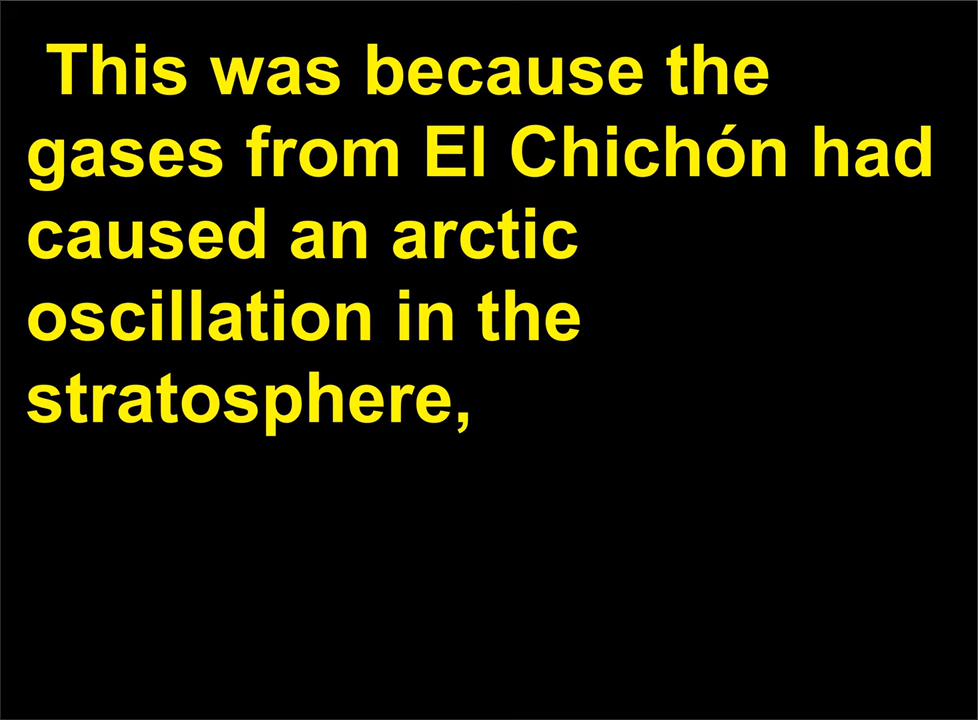 This was because the
gases from El Chichón had
caused an arctic
oscillation in the
stratosphere,